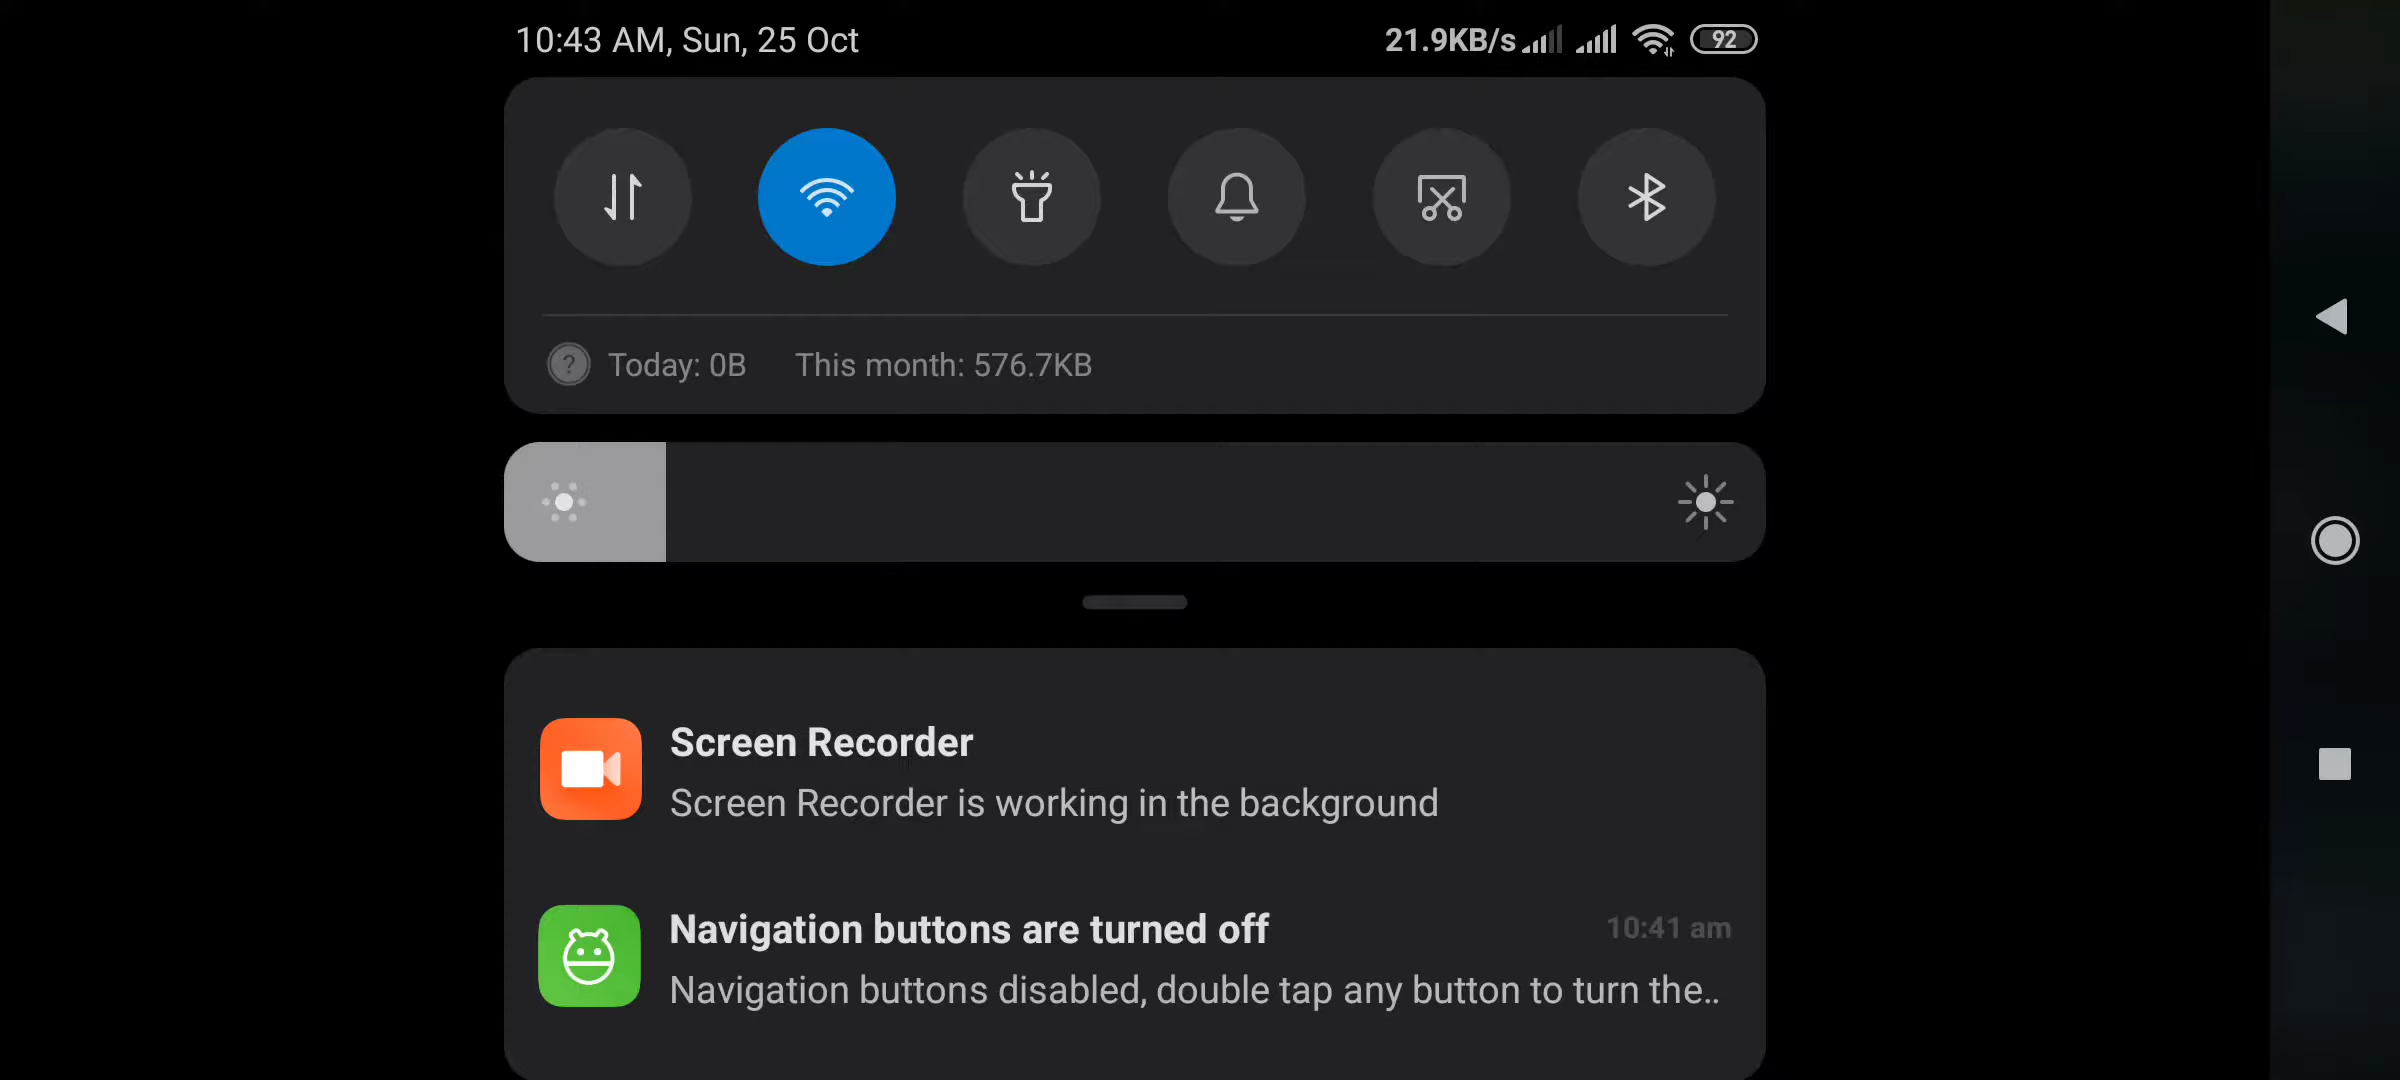 10:43 AM, Sun, 25 Oct 21.9KB/s 92
Today: 0B This month: 576.7KB
Screen Recorder
Screen Recorder is working in the background
Navigation buttons are turned off 10:41 am
Navigation buttons disabled, double tap any button to turn the..